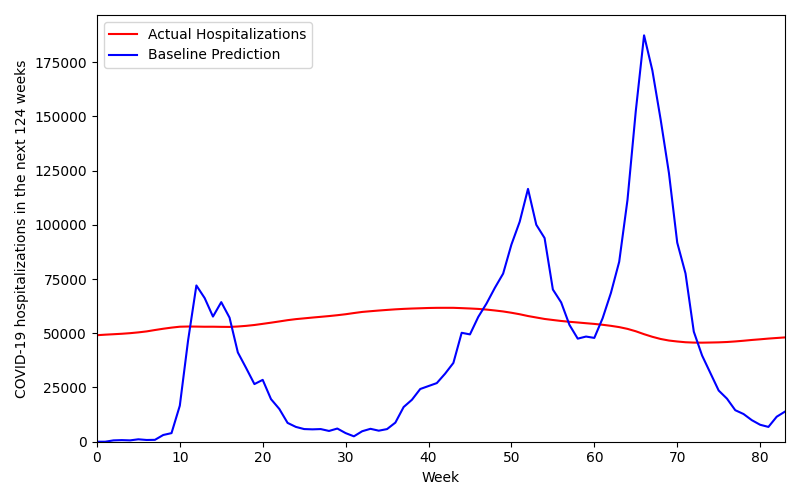 Actual Hospitalizations
Baseline Prediction
COVID-19 hospitalizations in the next 124 weeks
175000
150000
125000
100000
75000
50000
25000
0
0 10 20 30 40 50 60 70 80
Week